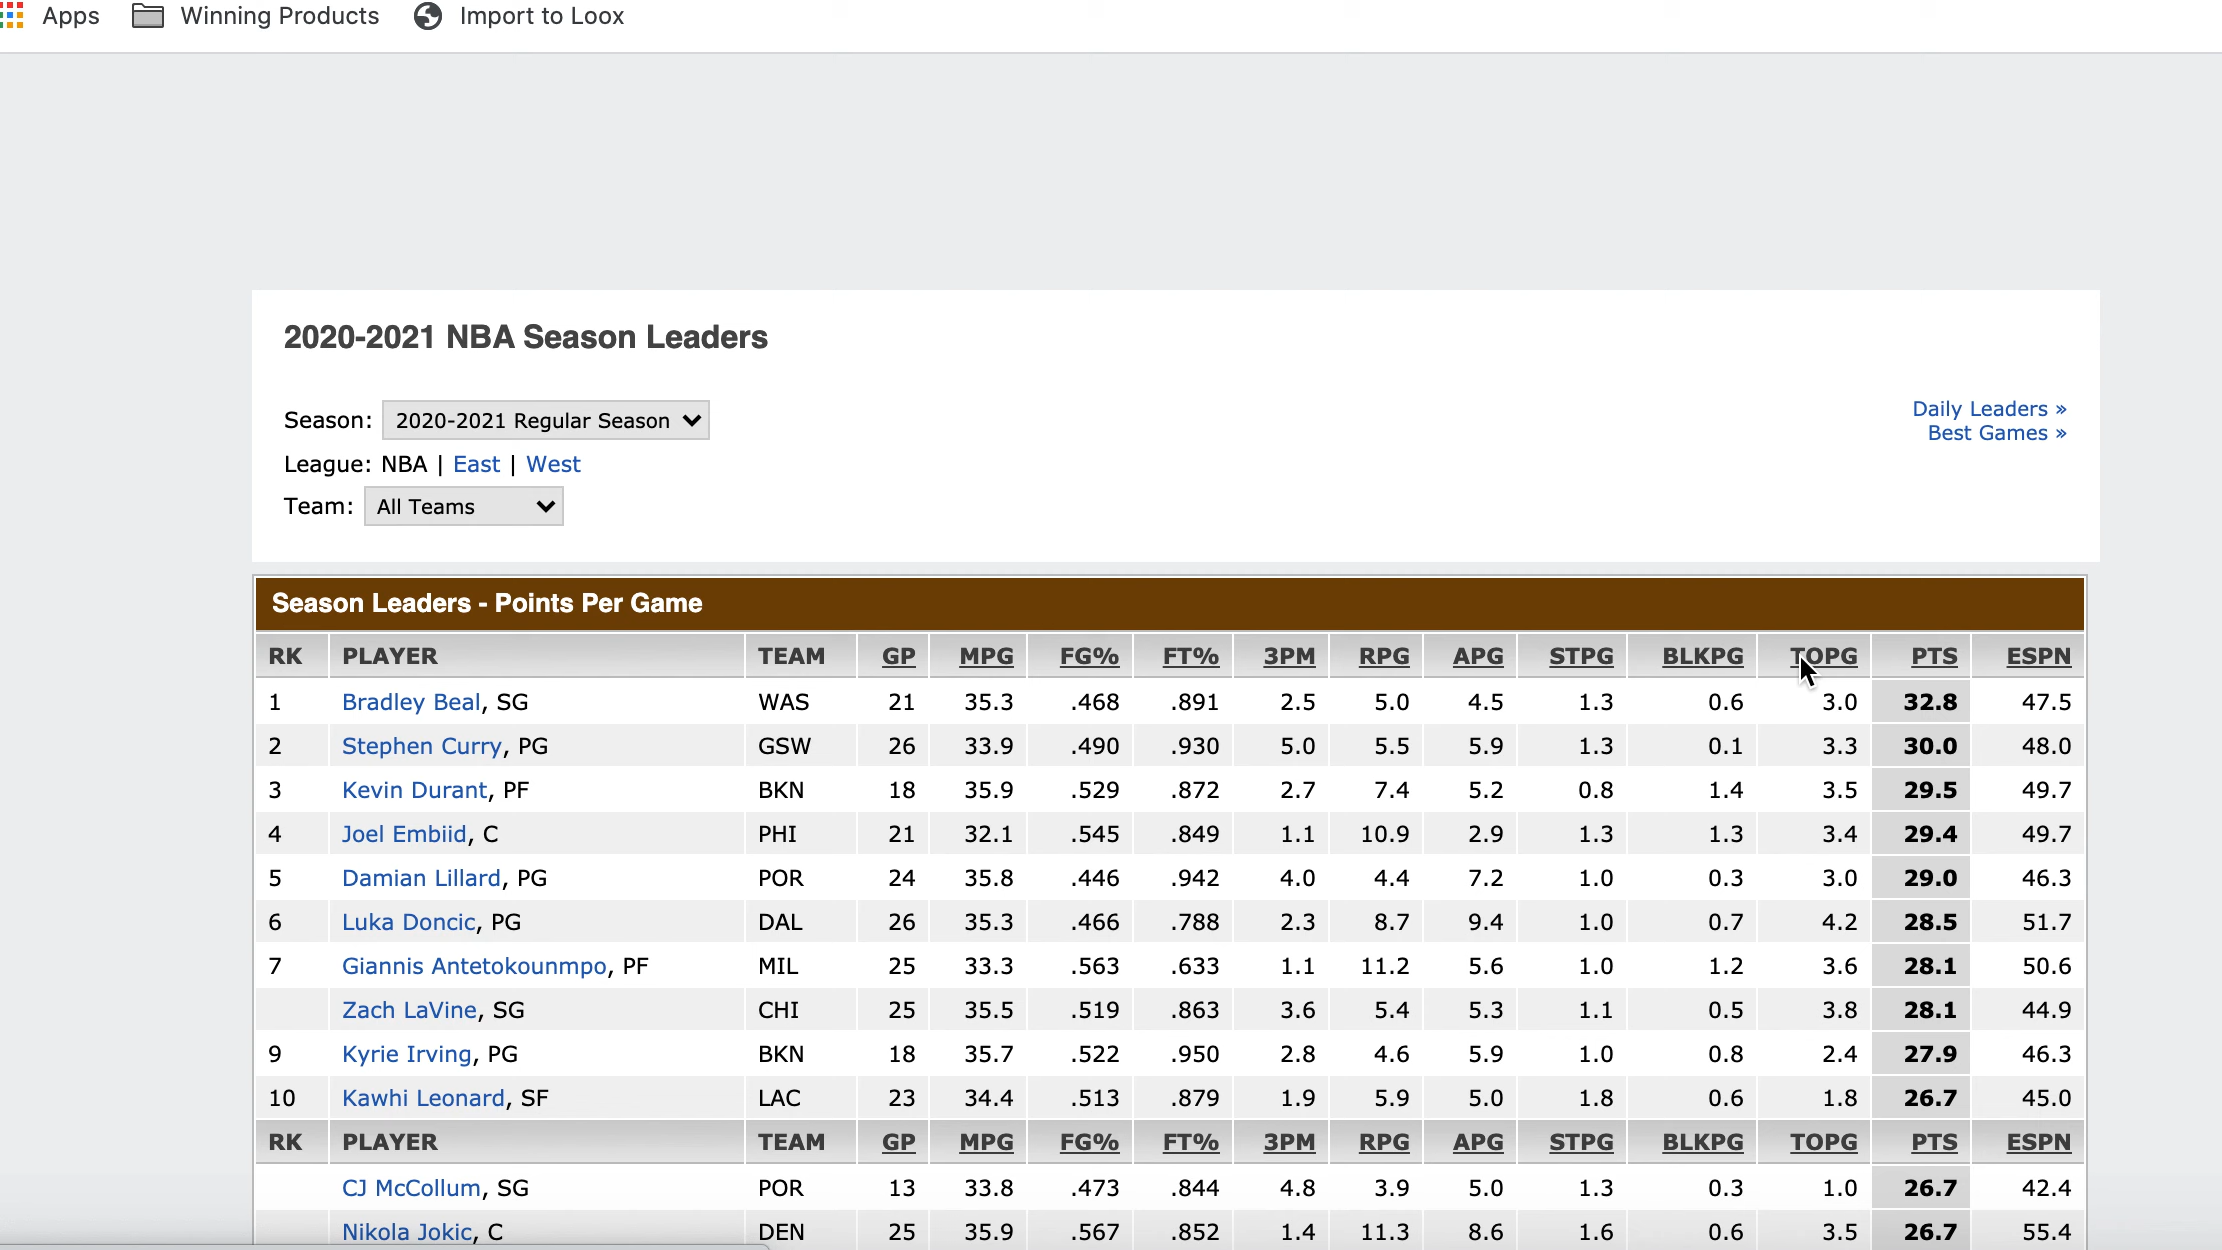 Apps Winning Products Import to Loox
2020-2021 NBA Season Leaders
Season: 2020-2021 Regular Season
Daily Leaders »
Best Games »
League: NBA | East | West
Team: All Teams
Season Leaders - Points Per Game
RK PLAYER TEAM GP MPG FG% FT% 3PM RPG APG STPG BLKPG TOPG PTS ESPN
1 Bradley Beal, SG WAS 21 35.3 .468 .891 2.5 5.0 4.5 1.3 0.6 3.0 32.8 47.5
2 Stephen Curry, PG GSW 26 33.9 .490 .930 5.0 5.5 5.9 1.3 0.1 3.3 30.0 48.0
3 Kevin Durant, PF BKN 18 35.9 .529 .872 2.7 7.4 5.2 0.8 1.4 3.5 29.5 49.7
4 Joel Embiid, C PHI 21 32.1 .545 .849 1.1 10.9 2.9 1.3 1.3 3.4 29.4 49.7
5 Damian Lillard, PG POR 24 35.8 .446 .942 4.0 4.4 7.2 1.0 0.3 3.0 29.0 46.3
6 Luka Doncic, PG DAL 26 35.3 .466 .788 2.3 8.7 9.4 1.0 0.7 4.2 28.5 51.7
7 Giannis Antetokounmpo, PF MIL 25 33.3 .563 .633 1.1 11.2 5.6 1.0 1.2 3.6 28.1 50.6
Zach LaVine, SG CHI 25 35.5 .519 .863 3.6 5.4 5.3 1.1 0.5 3.8 28.1 44.9
9 Kyrie Irving, PG BKN 18 35.7 .522 .950 2.8 4.6 5.9 1.0 0.8 2.4 27.9 46.3
10 Kawhi Leonard, SF LAC 23 34.4 .513 .879 1.9 5.9 5.0 1.8 0.6 1.8 26.7 45.0
RK PLAYER TEAM GP MPG FG% FT% 3PM RPG APG STPG BLKPG TOPG PTS ESPN
CJ McCollum, SG POR 13 33.8 .473 .844 4.8 3.9 5.0 1.3 0.3 1.0 26.7 42.4
Nikola Jokic, C DEN 25 35.9 .567 .852 1.4 11.3 8.6 1.6 0.6 3.5 26.7 55.4